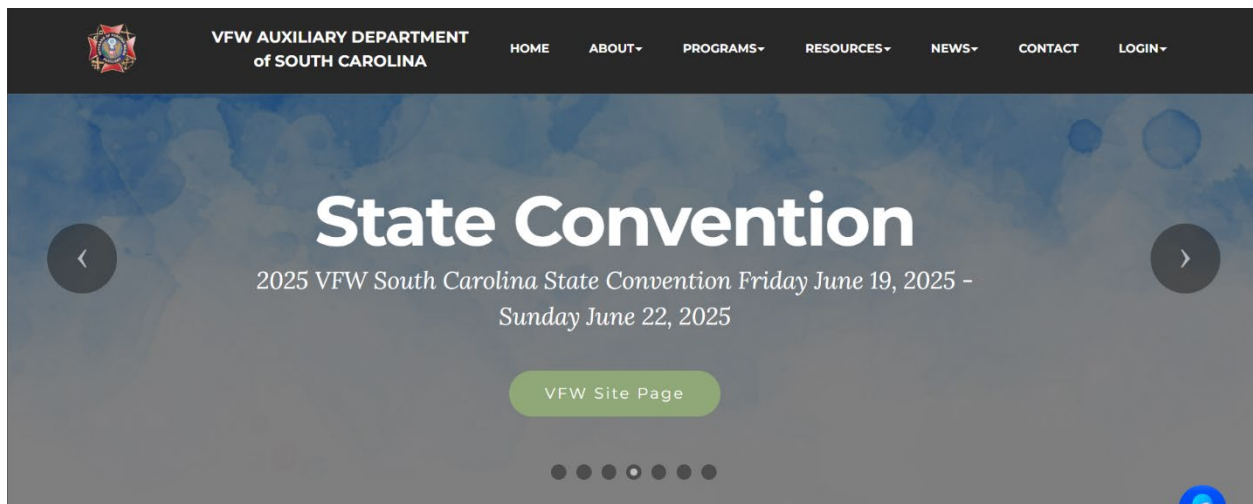 VFW AUXILIARY DEPARTMENT
of SOUTH CAROLINA
HOME
ABOUT
PROGRAMS
RESOURCES
NEWS
CONTACT
LOGIN
State Convention
2025 VFW South Carolina State Convention Friday June 19, 2025 -
Sunday June 22, 2025
VFW Site Page